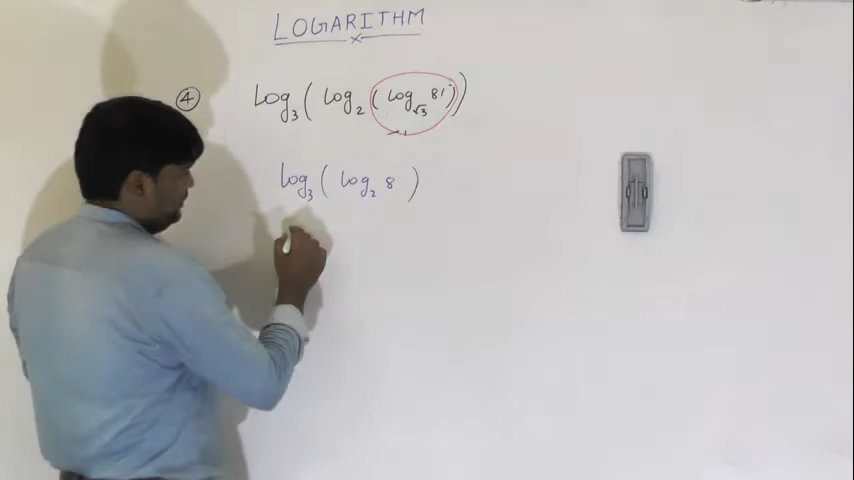 LOGARITHM
④ log₃ ( log₂ ( log√3 81 ) )
log₃ ( log₂ 8 )